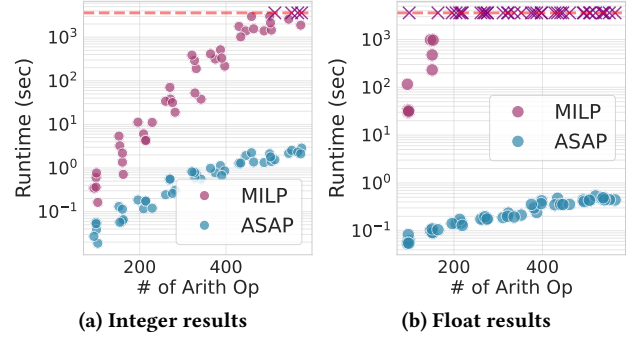 10³
10²
10¹
10⁰
10⁻¹
Runtime (sec)
MILP
ASAP
200
400
# of Arith Op
(a) Integer results
10³
10²
10¹
10⁰
10⁻¹
Runtime (sec)
MILP
ASAP
200
400
# of Arith Op
(b) Float results